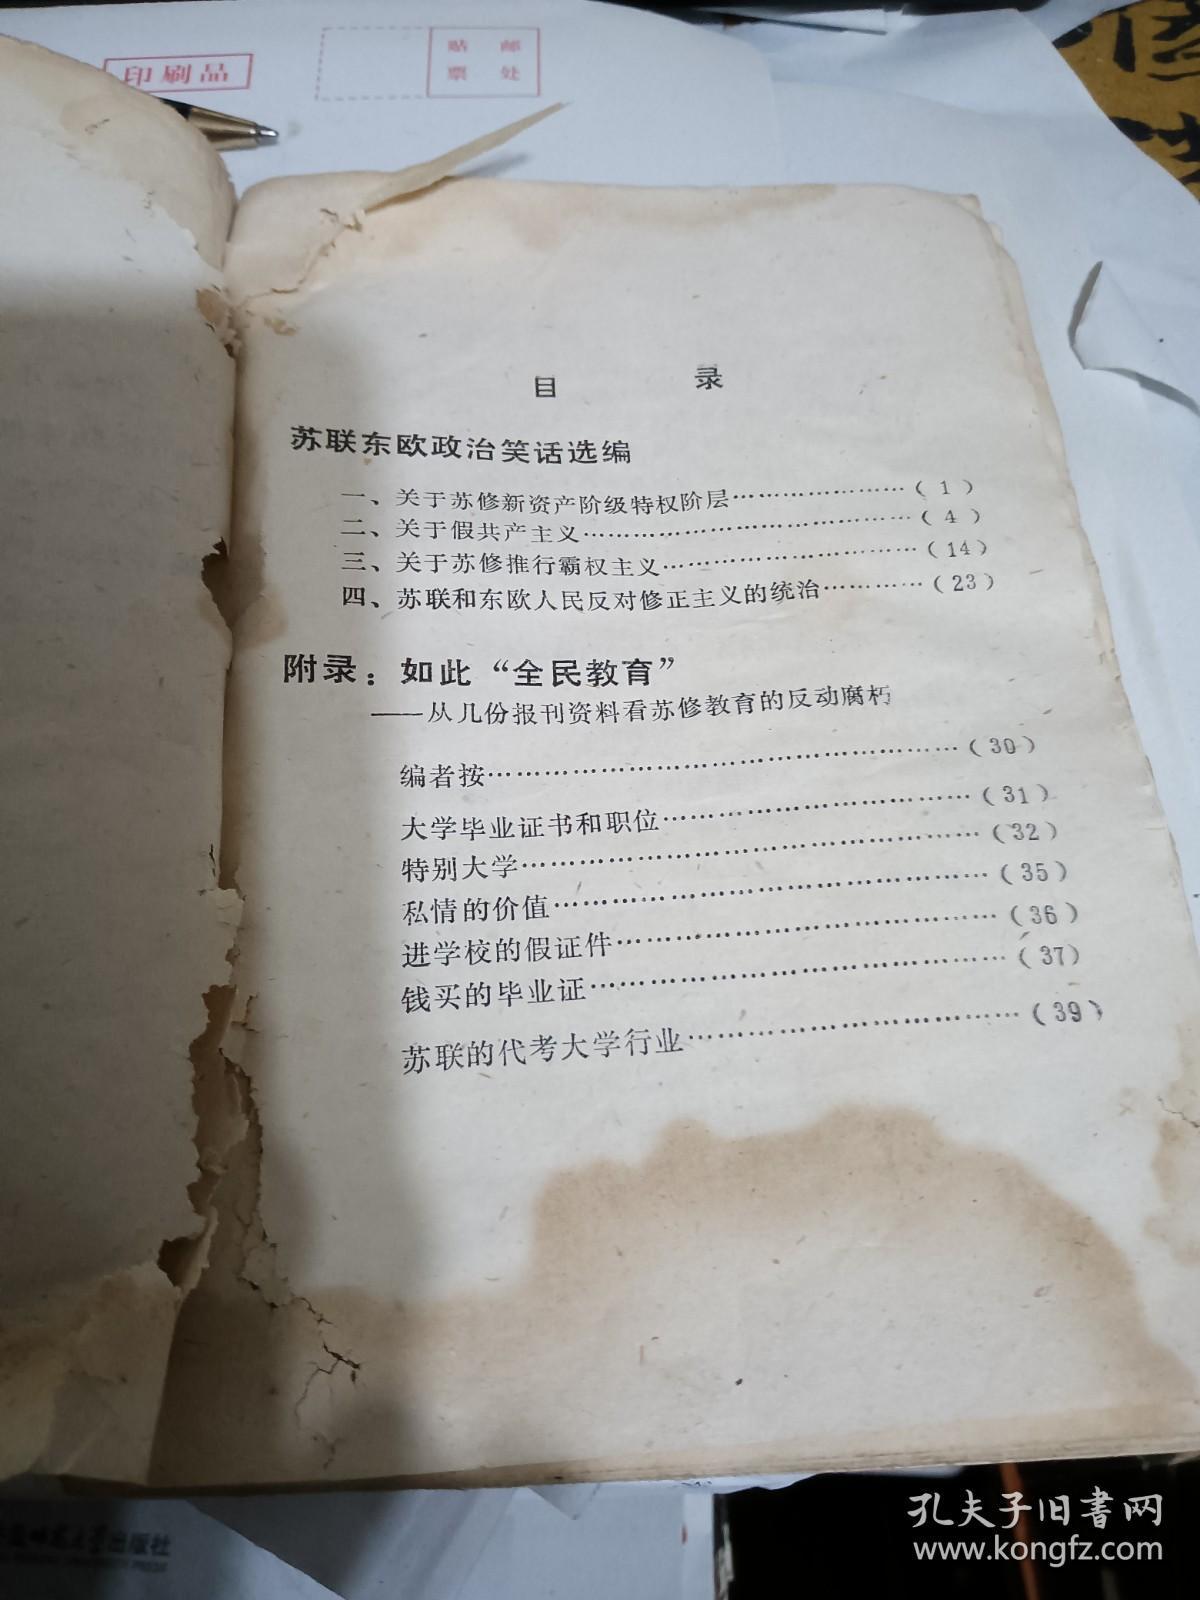 印刷品
贴 邮
票 处
目 录
苏联东欧政治笑话选编
一、关于苏修新资产阶级特权阶层…………………(1)
二、关于假共产主义…………………………………(4)
三、关于苏修推行霸权主义…………………………(14)
四、苏联和东欧人民反对修正主义的统治…………(23)
附录：如此“全民教育”
——从几份报刊资料看苏修教育的反动腐朽
编者按………………………………………………(30)
大学毕业证书和职位………………………………(31)
特别大学……………………………………………(32)
私情的价值…………………………………………(35)
进学校的假证件……………………………………(36)
钱买的毕业证………………………………………(37)
苏联的代考大学行业………………………………(39)
出版社
孔夫子旧书网
www.kongfz.com